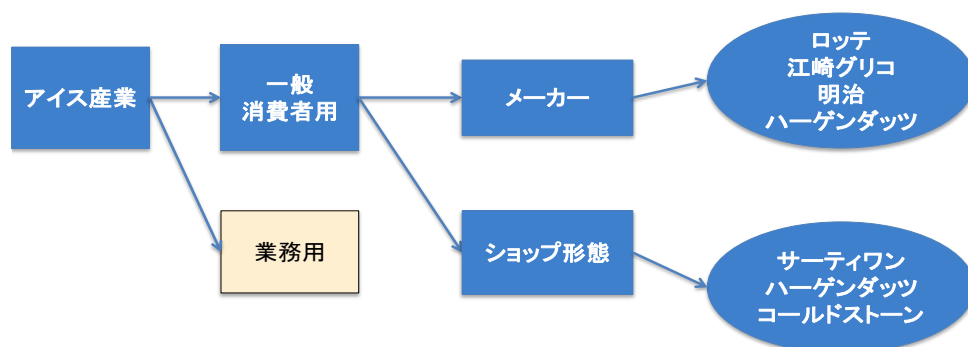 アイス産業
一般
消費者用
メーカー
ロッテ
江崎グリコ
明治
ハーゲンダッツ
業務用
ショップ形態
サーティワン
ハーゲンダッツ
コールドストーン